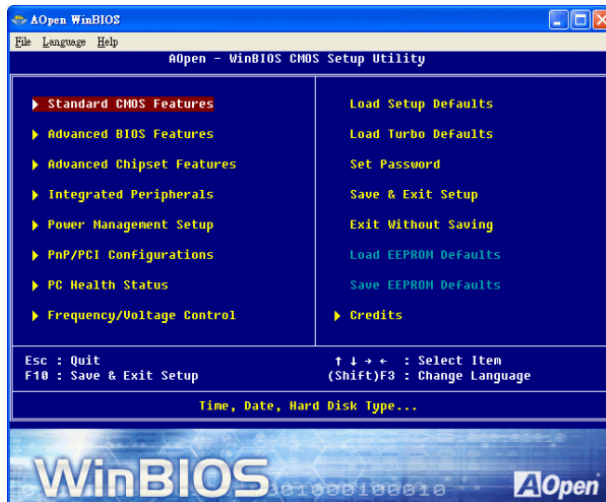 AOpen WinBIOS
File Language Help
AOpen - WinBIOS CMOS Setup Utility
Standard CMOS Features
Advanced BIOS Features
Advanced Chipset Features
Integrated Peripherals
Power Management Setup
PnP/PCI Configurations
PC Health Status
Frequency/Voltage Control
Load Setup Defaults
Load Turbo Defaults
Set Password
Save & Exit Setup
Exit Without Saving
Load EEPROM Defaults
Save EEPROM Defaults
Credits
Esc : Quit
F10 : Save & Exit Setup
↑ ↓ → ← : Select Item
(Shift)F3 : Change Language
Time, Date, Hard Disk Type...
WinBIOS
AOpen